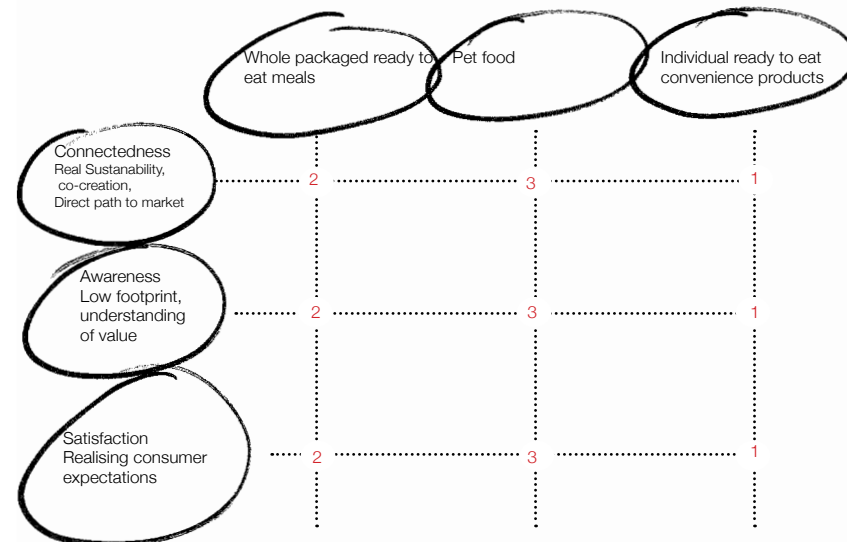 Whole packaged ready to
eat meals
Pet food
Individual ready to eat
convenience products
Connectedness
Real Sustanability,
co-creation,
Direct path to market
2
3
1
Awareness
Low footprint,
understanding
of value
2
3
1
Satisfaction
Realising consumer
expectations
2
3
1